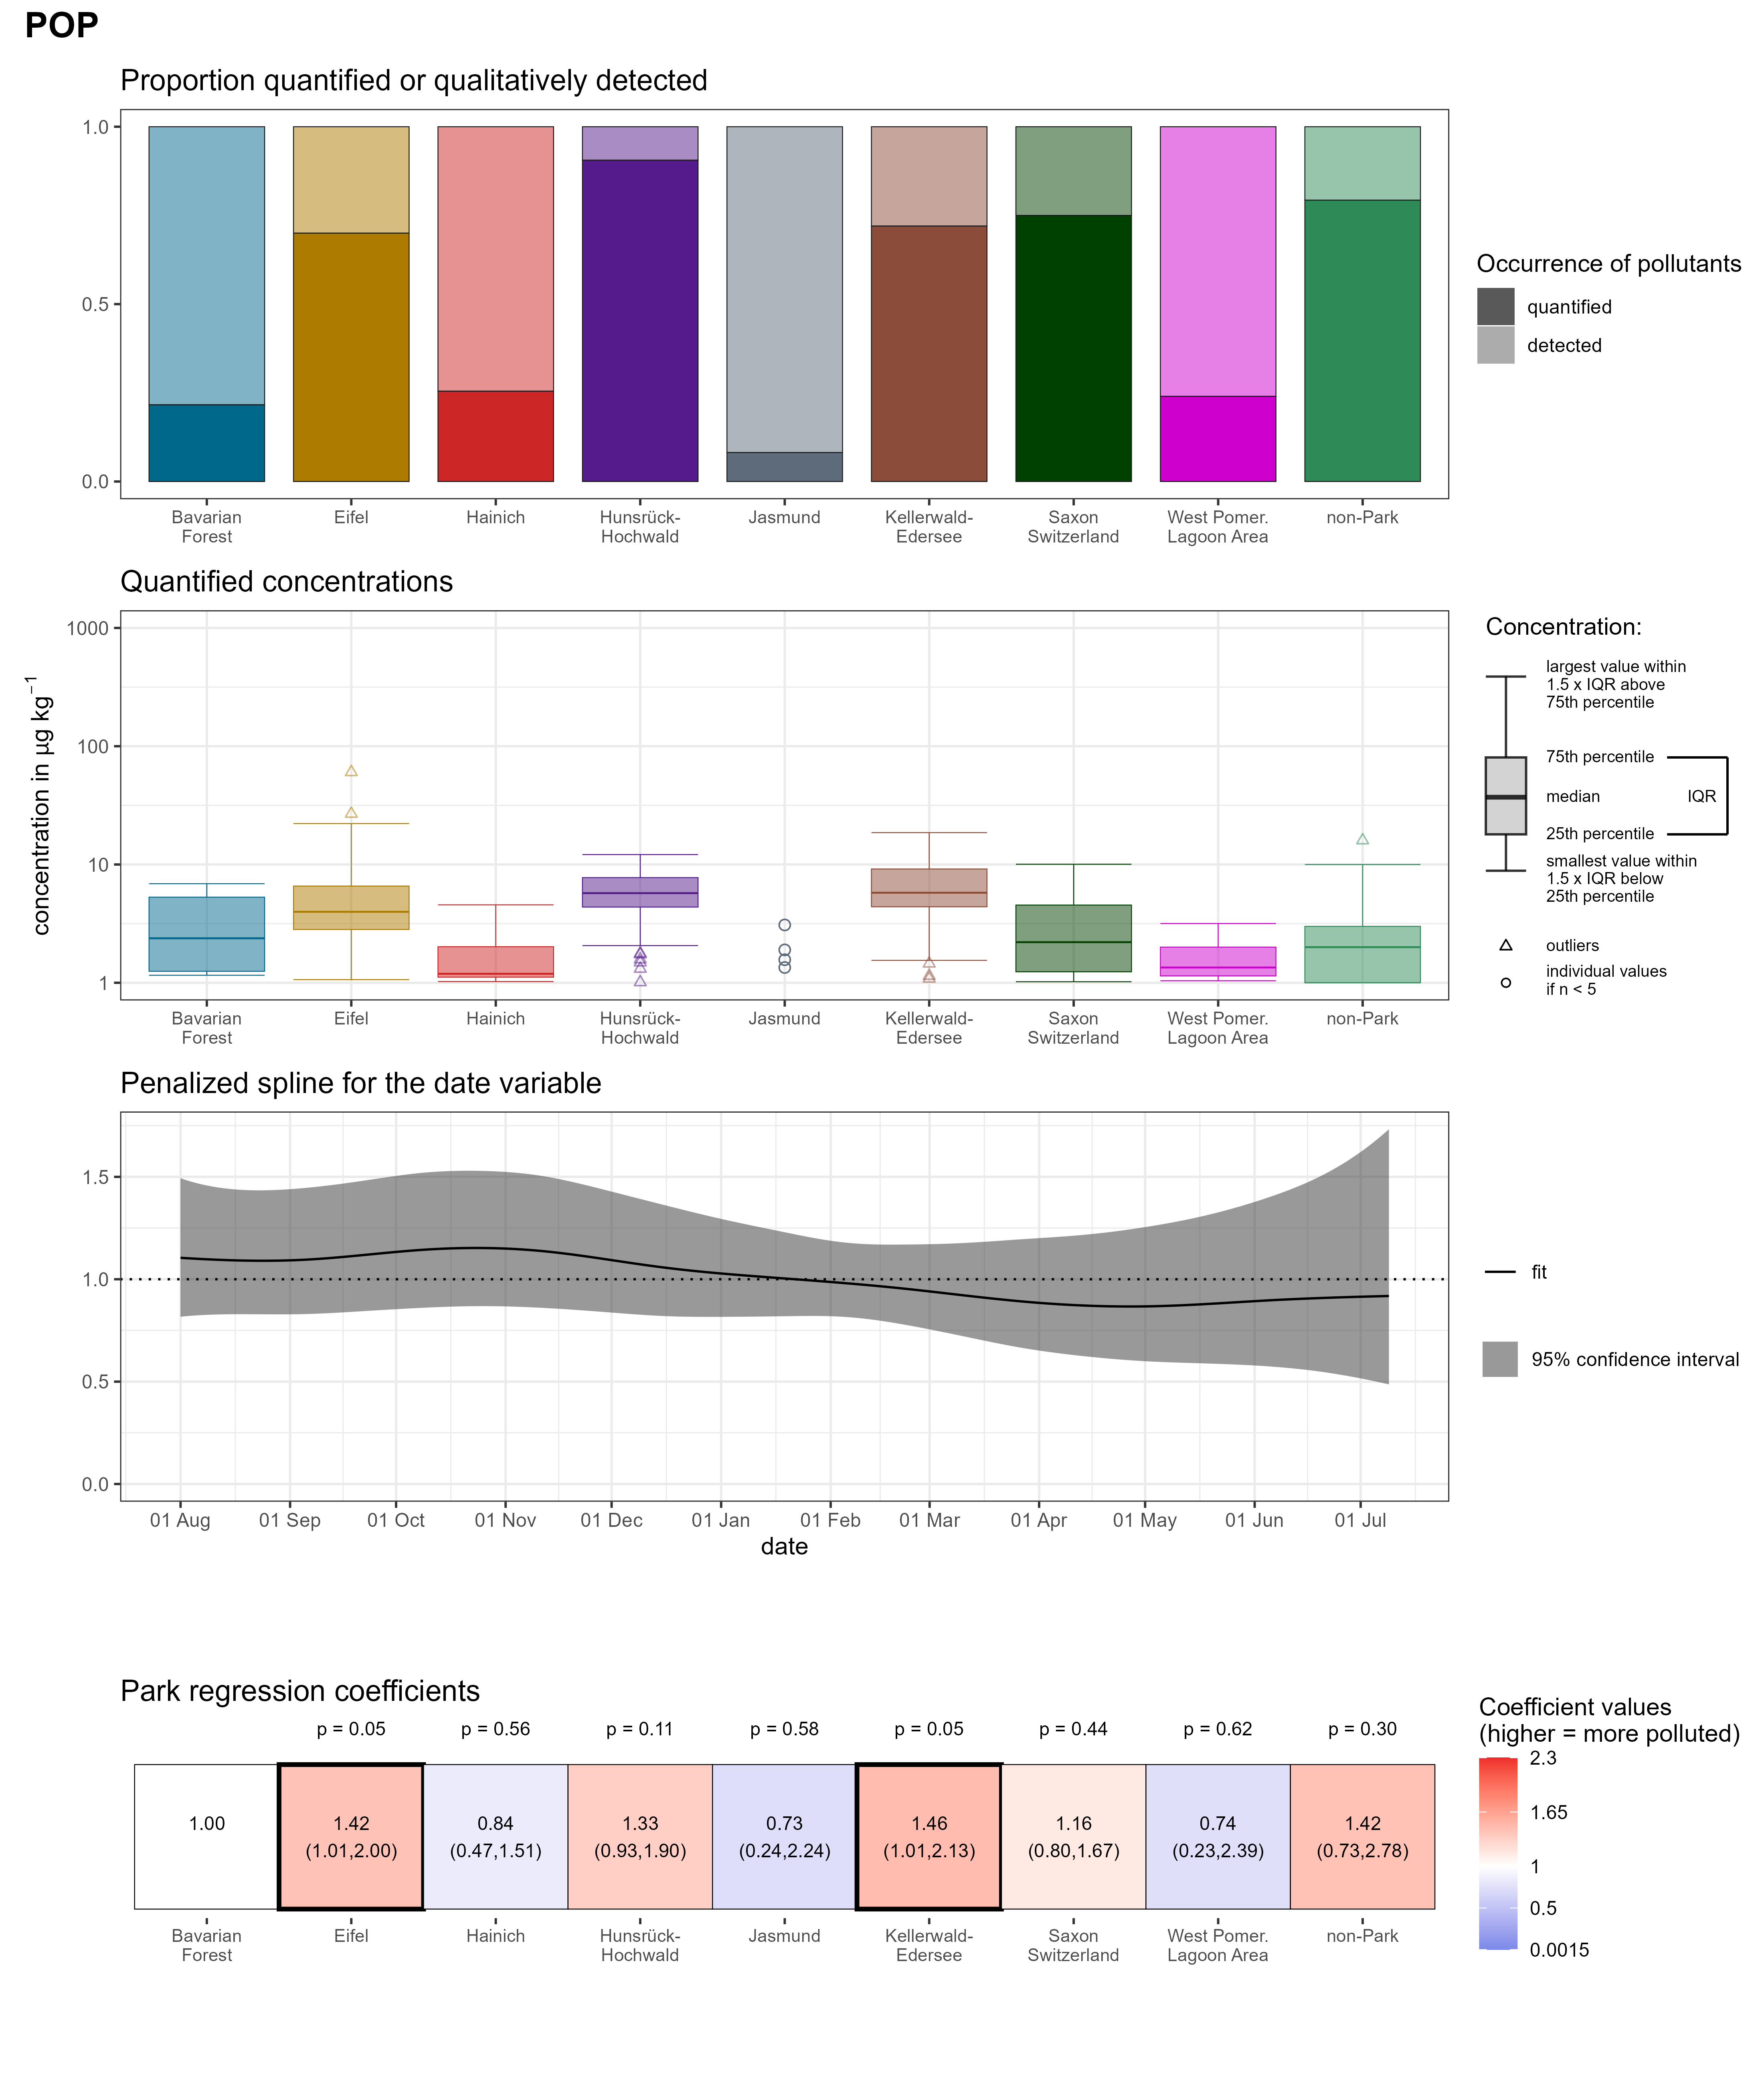 POP
Proportion quantified or qualitatively detected
1.0
0.5
0.0
Bavarian Forest
Eifel
Hainich
Hunsrück-
Hochwald
Jasmund
Kellerwald-
Edersee
Saxon
Switzerland
West Pomer.
Lagoon Area
non-Park
Occurrence of pollutants
quantified
detected
Quantified concentrations
concentration in µg kg⁻¹
1000
100
10
1
Bavarian
Forest
Eifel
Hainich
Hunsrück-
Hochwald
Jasmund
Kellerwald-
Edersee
Saxon
Switzerland
West Pomer.
Lagoon Area
non-Park
Concentration:
largest value within
1.5 x IQR above
75th percentile
75th percentile
median
IQR
25th percentile
smallest value within
1.5 x IQR below
25th percentile
outliers
individual values
if n < 5
Penalized spline for the date variable
1.5
1.0
0.5
0.0
01 Aug 01 Sep 01 Oct 01 Nov 01 Dec 01 Jan 01 Feb 01 Mar 01 Apr 01 May 01 Jun 01 Jul
date
fit
95% confidence interval
Park regression coefficients
p = 0.05 p = 0.56 p = 0.11 p = 0.58 p = 0.05 p = 0.44 p = 0.62 p = 0.30
1.00 1.42 0.84 1.33 0.73 1.46 1.16 0.74 1.42
(1.01,2.00) (0.47,1.51) (0.93,1.90) (0.24,2.24) (1.01,2.13) (0.80,1.67) (0.23,2.39) (0.73,2.78)
Bavarian
Forest
Eifel
Hainich
Hunsrück-
Hochwald
Jasmund
Kellerwald-
Edersee
Saxon
Switzerland
West Pomer.
Lagoon Area
non-Park
Coefficient values
(higher = more polluted)
2.3
1.65
1
0.5
0.0015